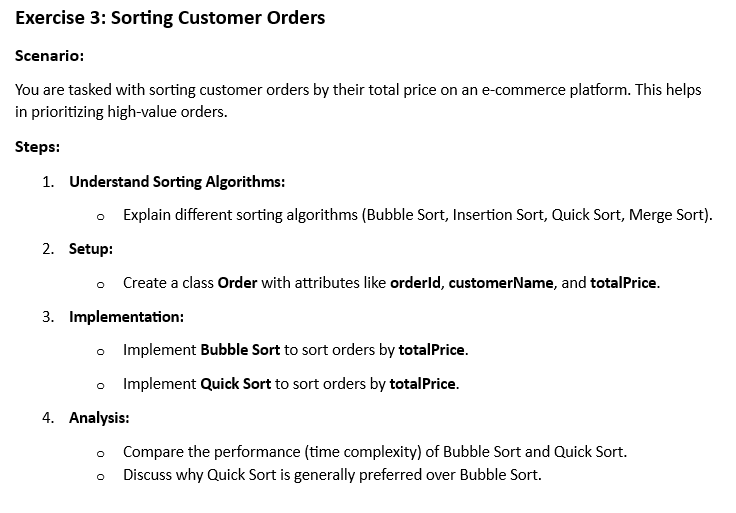 Exercise 3: Sorting Customer Orders
Scenario:
You are tasked with sorting customer orders by their total price on an e-commerce platform. This helps
in prioritizing high-value orders.
Steps:
1. Understand Sorting Algorithms:
o Explain different sorting algorithms (Bubble Sort, Insertion Sort, Quick Sort, Merge Sort).
2. Setup:
o Create a class Order with attributes like orderId, customerName, and totalPrice.
3. Implementation:
o Implement Bubble Sort to sort orders by totalPrice.
o Implement Quick Sort to sort orders by totalPrice.
4. Analysis:
o Compare the performance (time complexity) of Bubble Sort and Quick Sort.
o Discuss why Quick Sort is generally preferred over Bubble Sort.